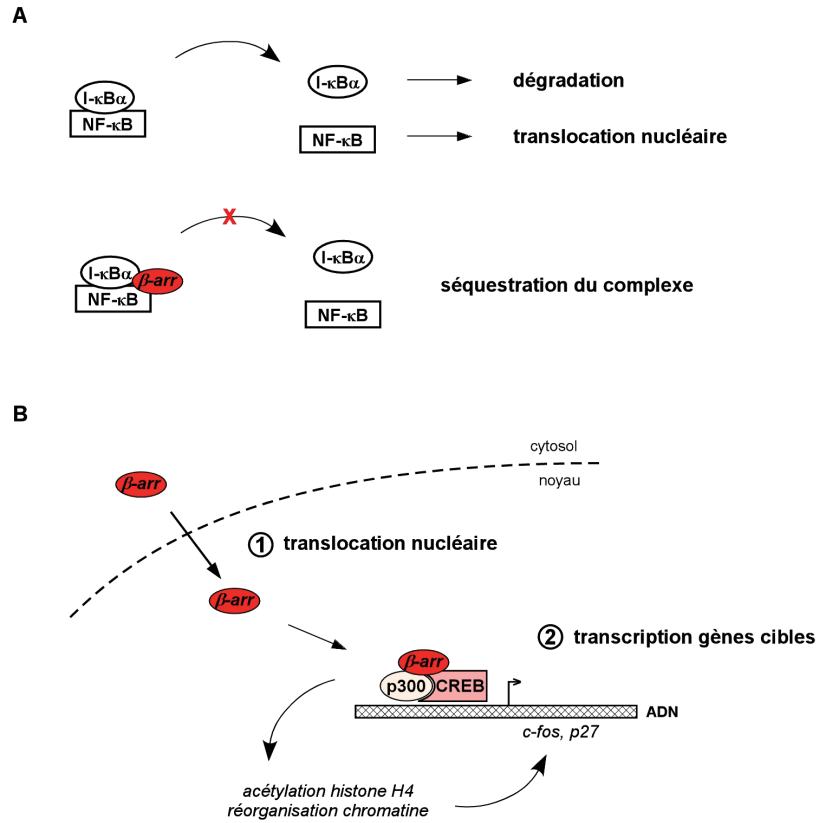 A
I-κBα
NF-κB
I-κBα
NF-κB
dégradation
translocation nucléaire
X
I-κBα
β-arr
NF-κB
I-κBα
NF-κB
séquestration du complexe
B
cytosol
noyau
β-arr
1 translocation nucléaire
β-arr
2 transcription gènes cibles
β-arr
p300 CREB
ADN
c-fos, p27
acétylation histone H4
réorganisation chromatine